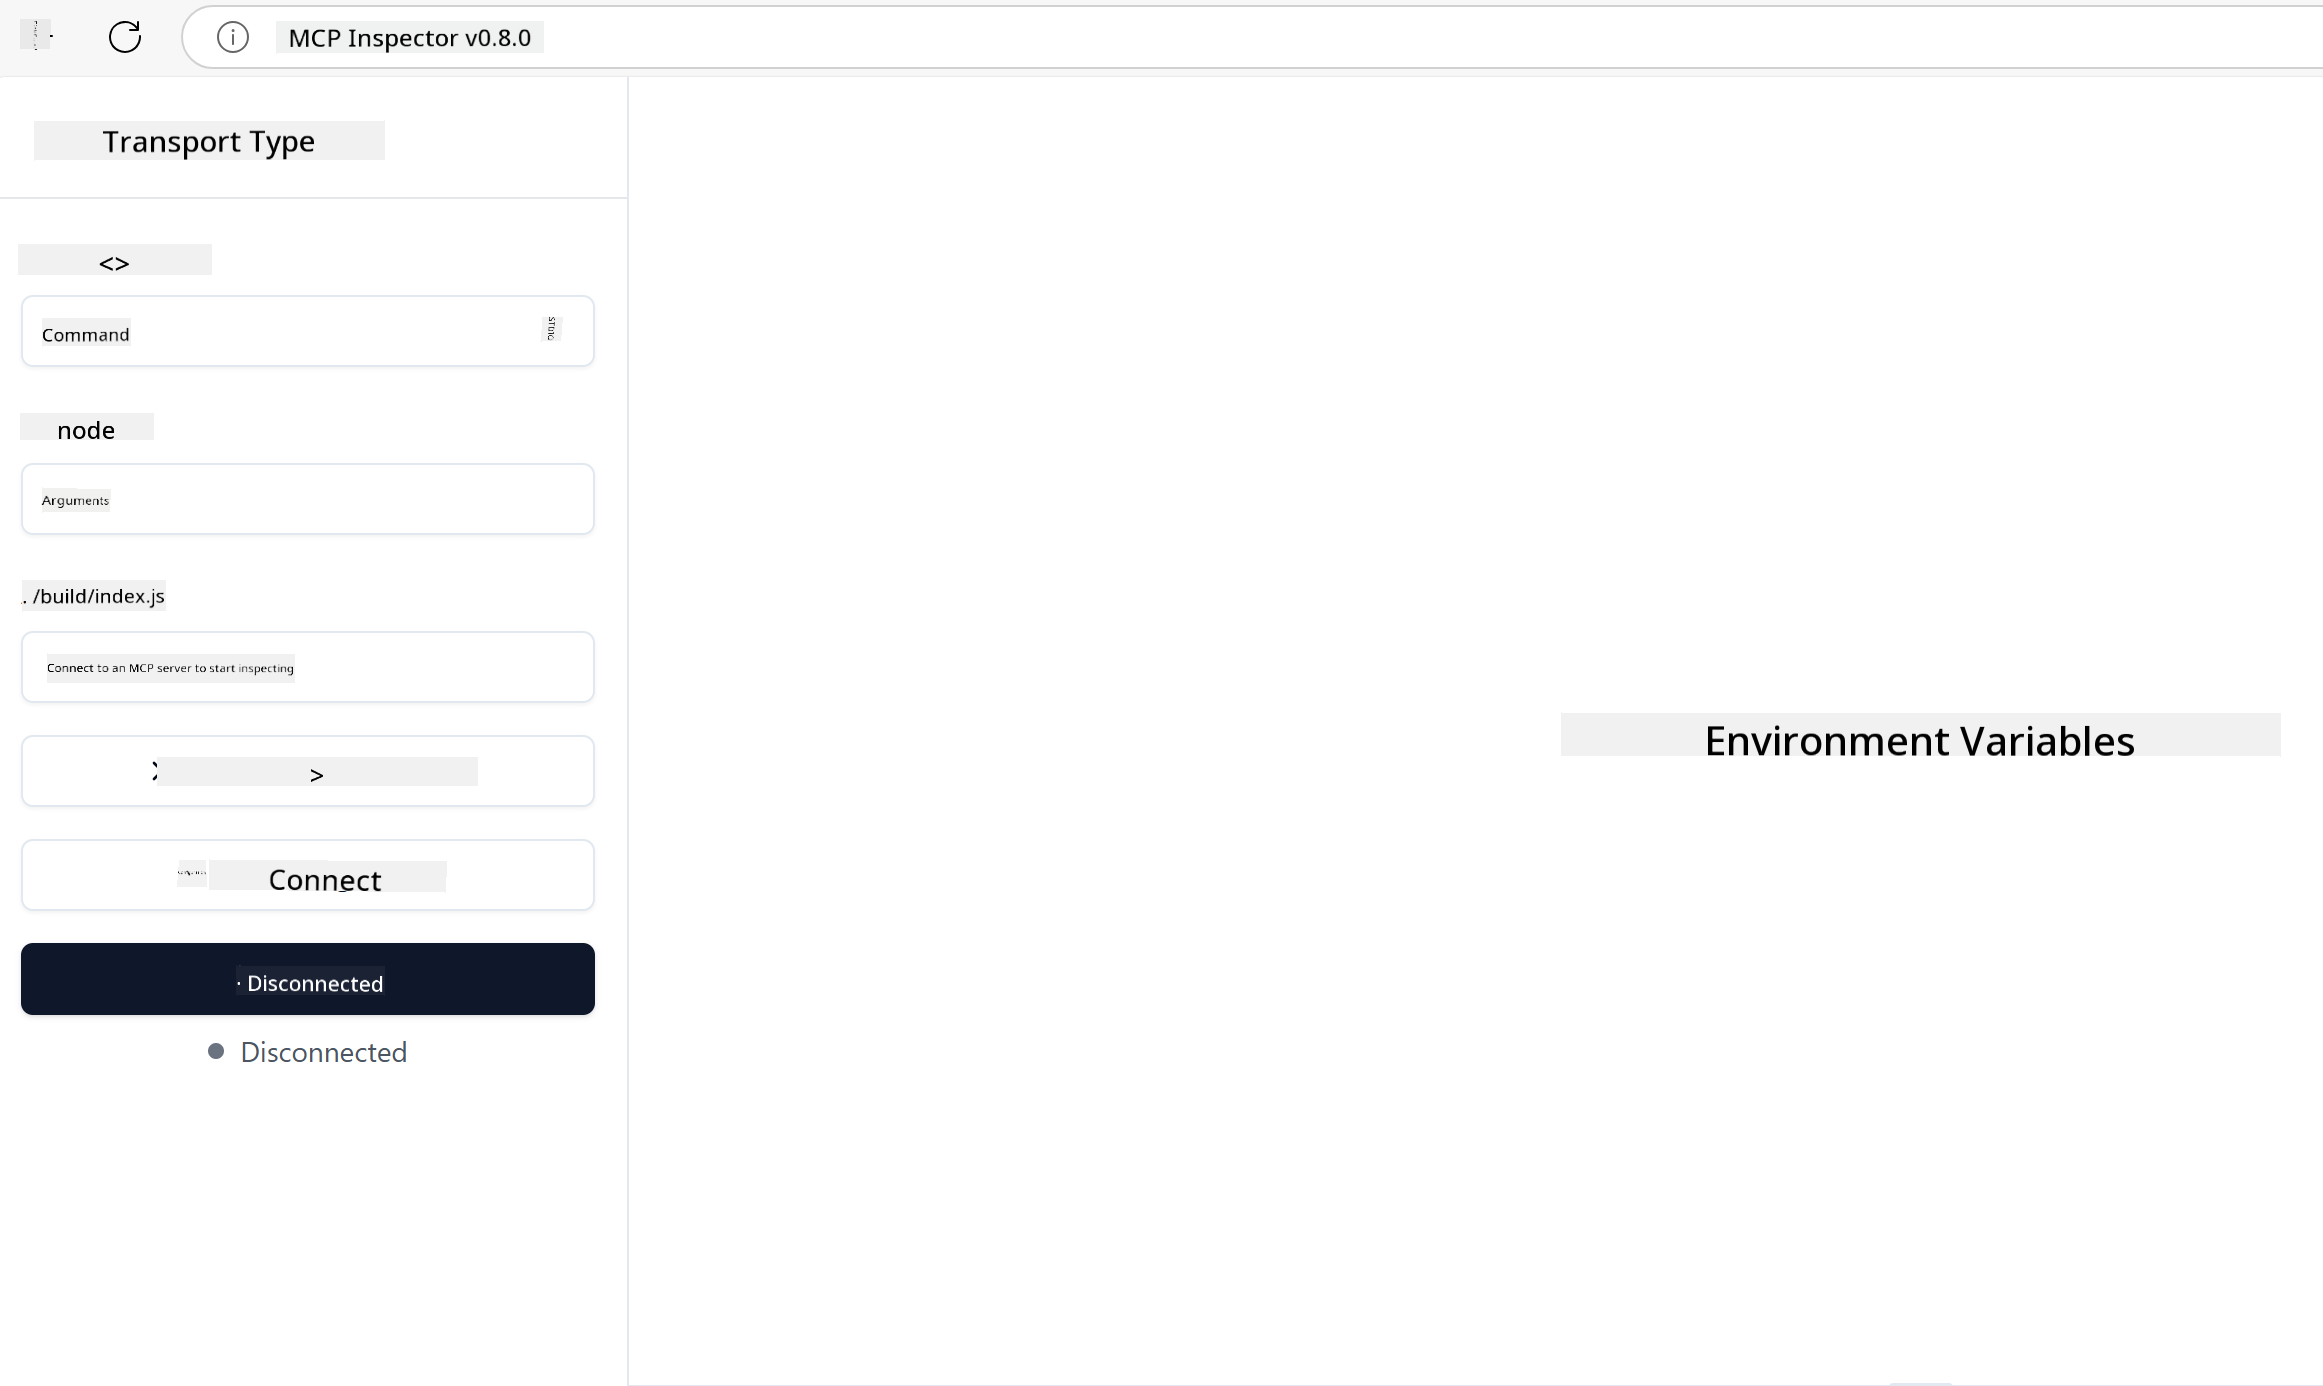 MCP Inspector v0.8.0
Transport Type
<>
Command
node
Arguments
. /build/index.js
Connect to an MCP server to start inspecting
>
Environment Variables
Connect
· Disconnected
Disconnected